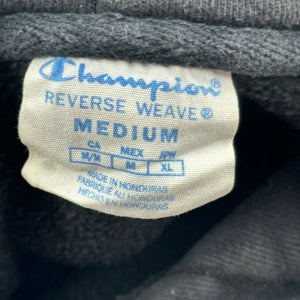 Champion®
REVERSE WEAVE®
MEDIUM
CA MEX JPN
M/M M XL
MADE IN HONDURAS
FABRIQUÉ AU HONDURAS
HECHO EN HONDURAS